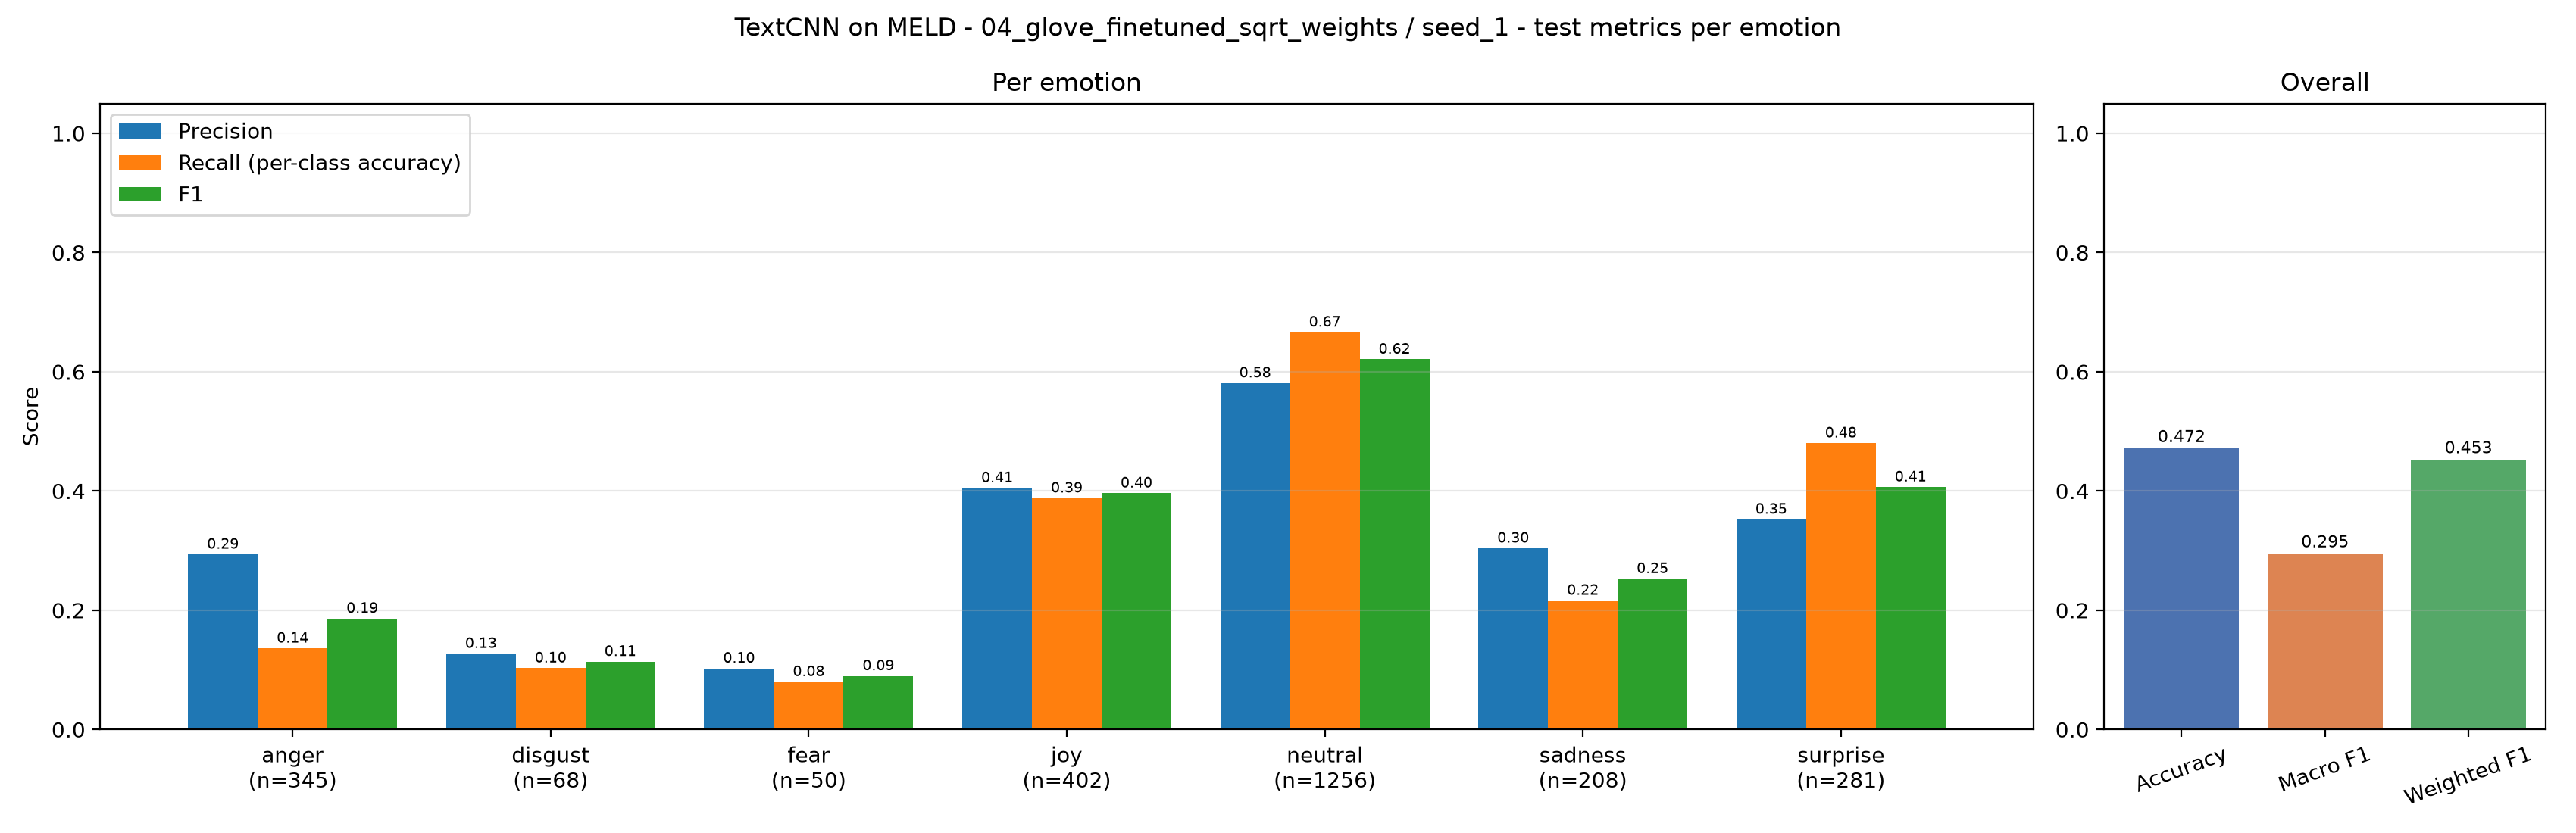 TextCNN on MELD - 04_glove_finetuned_sqrt_weights / seed_1 - test metrics per emotion
Per emotion
Precision
Recall (per-class accuracy)
F1
Score
1.0
0.8
0.6
0.4
0.2
0.0
0.29
0.14
0.19
0.13
0.10
0.11
0.10
0.08
0.09
0.41
0.39
0.40
0.58
0.67
0.62
0.30
0.22
0.25
0.35
0.48
0.41
anger
(n=345)
disgust
(n=68)
fear
(n=50)
joy
(n=402)
neutral
(n=1256)
sadness
(n=208)
surprise
(n=281)
Overall
1.0
0.8
0.6
0.4
0.2
0.0
0.472
0.295
0.453
Accuracy
Macro F1
Weighted F1